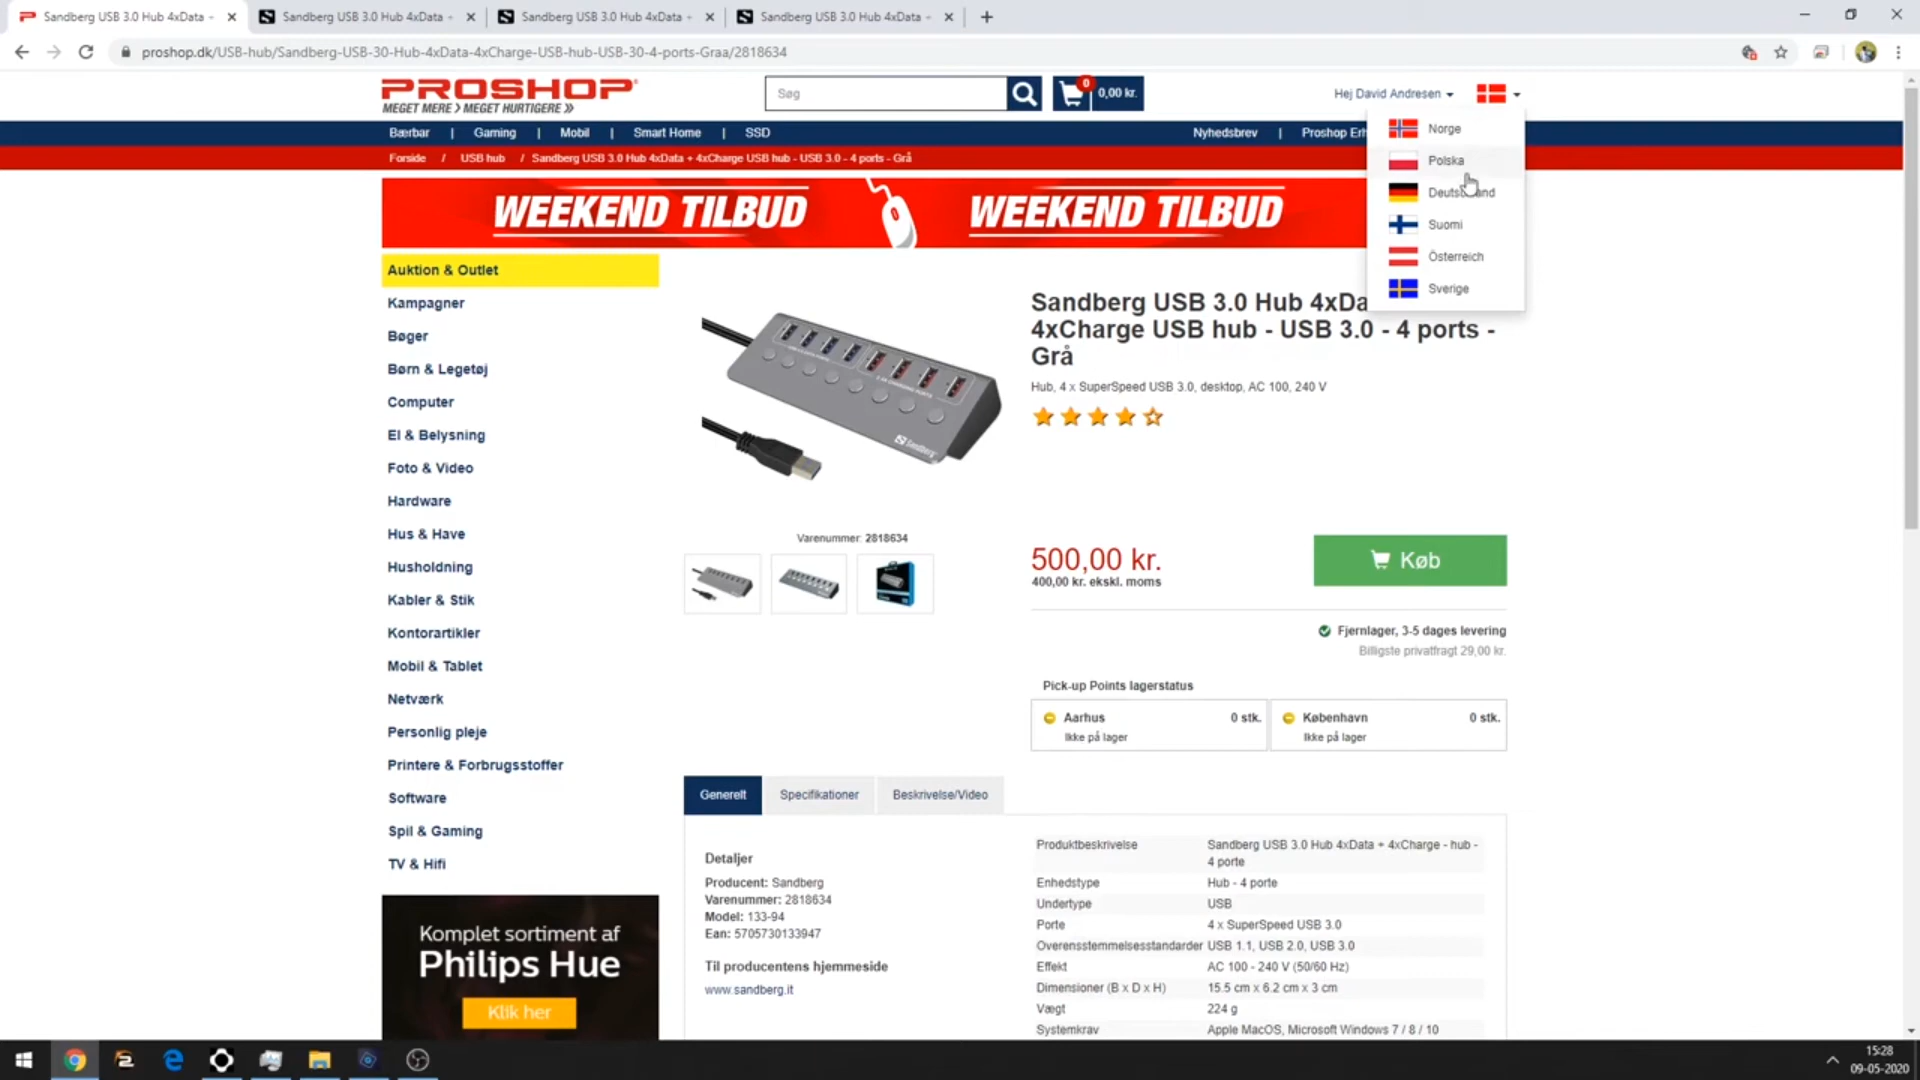 Sandberg USB 3.0 Hub 4xData +
Sandberg USB 3.0 Hub 4xData +
Sandberg USB 3.0 Hub 4xData +
Sandberg USB 3.0 Hub 4xData +
proshop.dk/USB-hub/Sandberg-USB-30-Hub-4xData-4xCharge-USB-hub-USB-30-4-ports-Graa/2818634
PROSHOP
MEGET MERE > MEGET HURTIGERE >>
Søg
0
0,00 kr.
Hej David Andresen
Bærbar | Gaming | Mobil | Smart Home | SSD
Nyhedsbrev | Proshop Erh
Forside / USB hub / Sandberg USB 3.0 Hub 4xData + 4xCharge USB hub - USB 3.0 - 4 ports - Grå
Norge
Polska
Suomi
Österreich
Sverige
WEEKEND TILBUD
WEEKEND TILBUD
Auktion & Outlet
Kampagner
Bøger
Børn & Legetøj
Computer
El & Belysning
Foto & Video
Hardware
Hus & Have
Husholdning
Kabler & Stik
Kontorartikler
Mobil & Tablet
Netværk
Personlig pleje
Printere & Forbrugsstoffer
Software
Spil & Gaming
TV & Hifi
Komplet sortiment af
Philips Hue
Klik her
Sandberg
Varenummer: 2818634
Sandberg USB 3.0 Hub 4xDa
4xCharge USB hub - USB 3.0 - 4 ports -
Grå
Hub, 4 x SuperSpeed USB 3.0, desktop, AC 100, 240 V
500,00 kr.
400,00 kr. ekskl. moms
Køb
Fjernlager, 3-5 dages levering
Billigste privatfragt 29,00 kr.
Pick-up Points lagerstatus
Aarhus 0 stk.
Ikke på lager
København 0 stk.
Ikke på lager
Generelt
Specifikationer
Beskrivelse/Video
Detaljer
Producent: Sandberg
Varenummer: 2818634
Model: 133-94
Ean: 5705730133947
Til producentens hjemmeside
www.sandberg.it
Produktbeskrivelse Sandberg USB 3.0 Hub 4xData + 4xCharge - hub -
4 porte
Enhedstype Hub - 4 porte
Undertype USB
Porte 4 x SuperSpeed USB 3.0
Overensstemmelsesstandarder USB 1.1, USB 2.0, USB 3.0
Effekt AC 100 - 240 V (50/60 Hz)
Dimensioner (B x D x H) 15.5 cm x 6.2 cm x 3 cm
Vægt 224 g
Systemkrav Apple MacOS, Microsoft Windows 7 / 8 / 10
15:28
09-05-2020